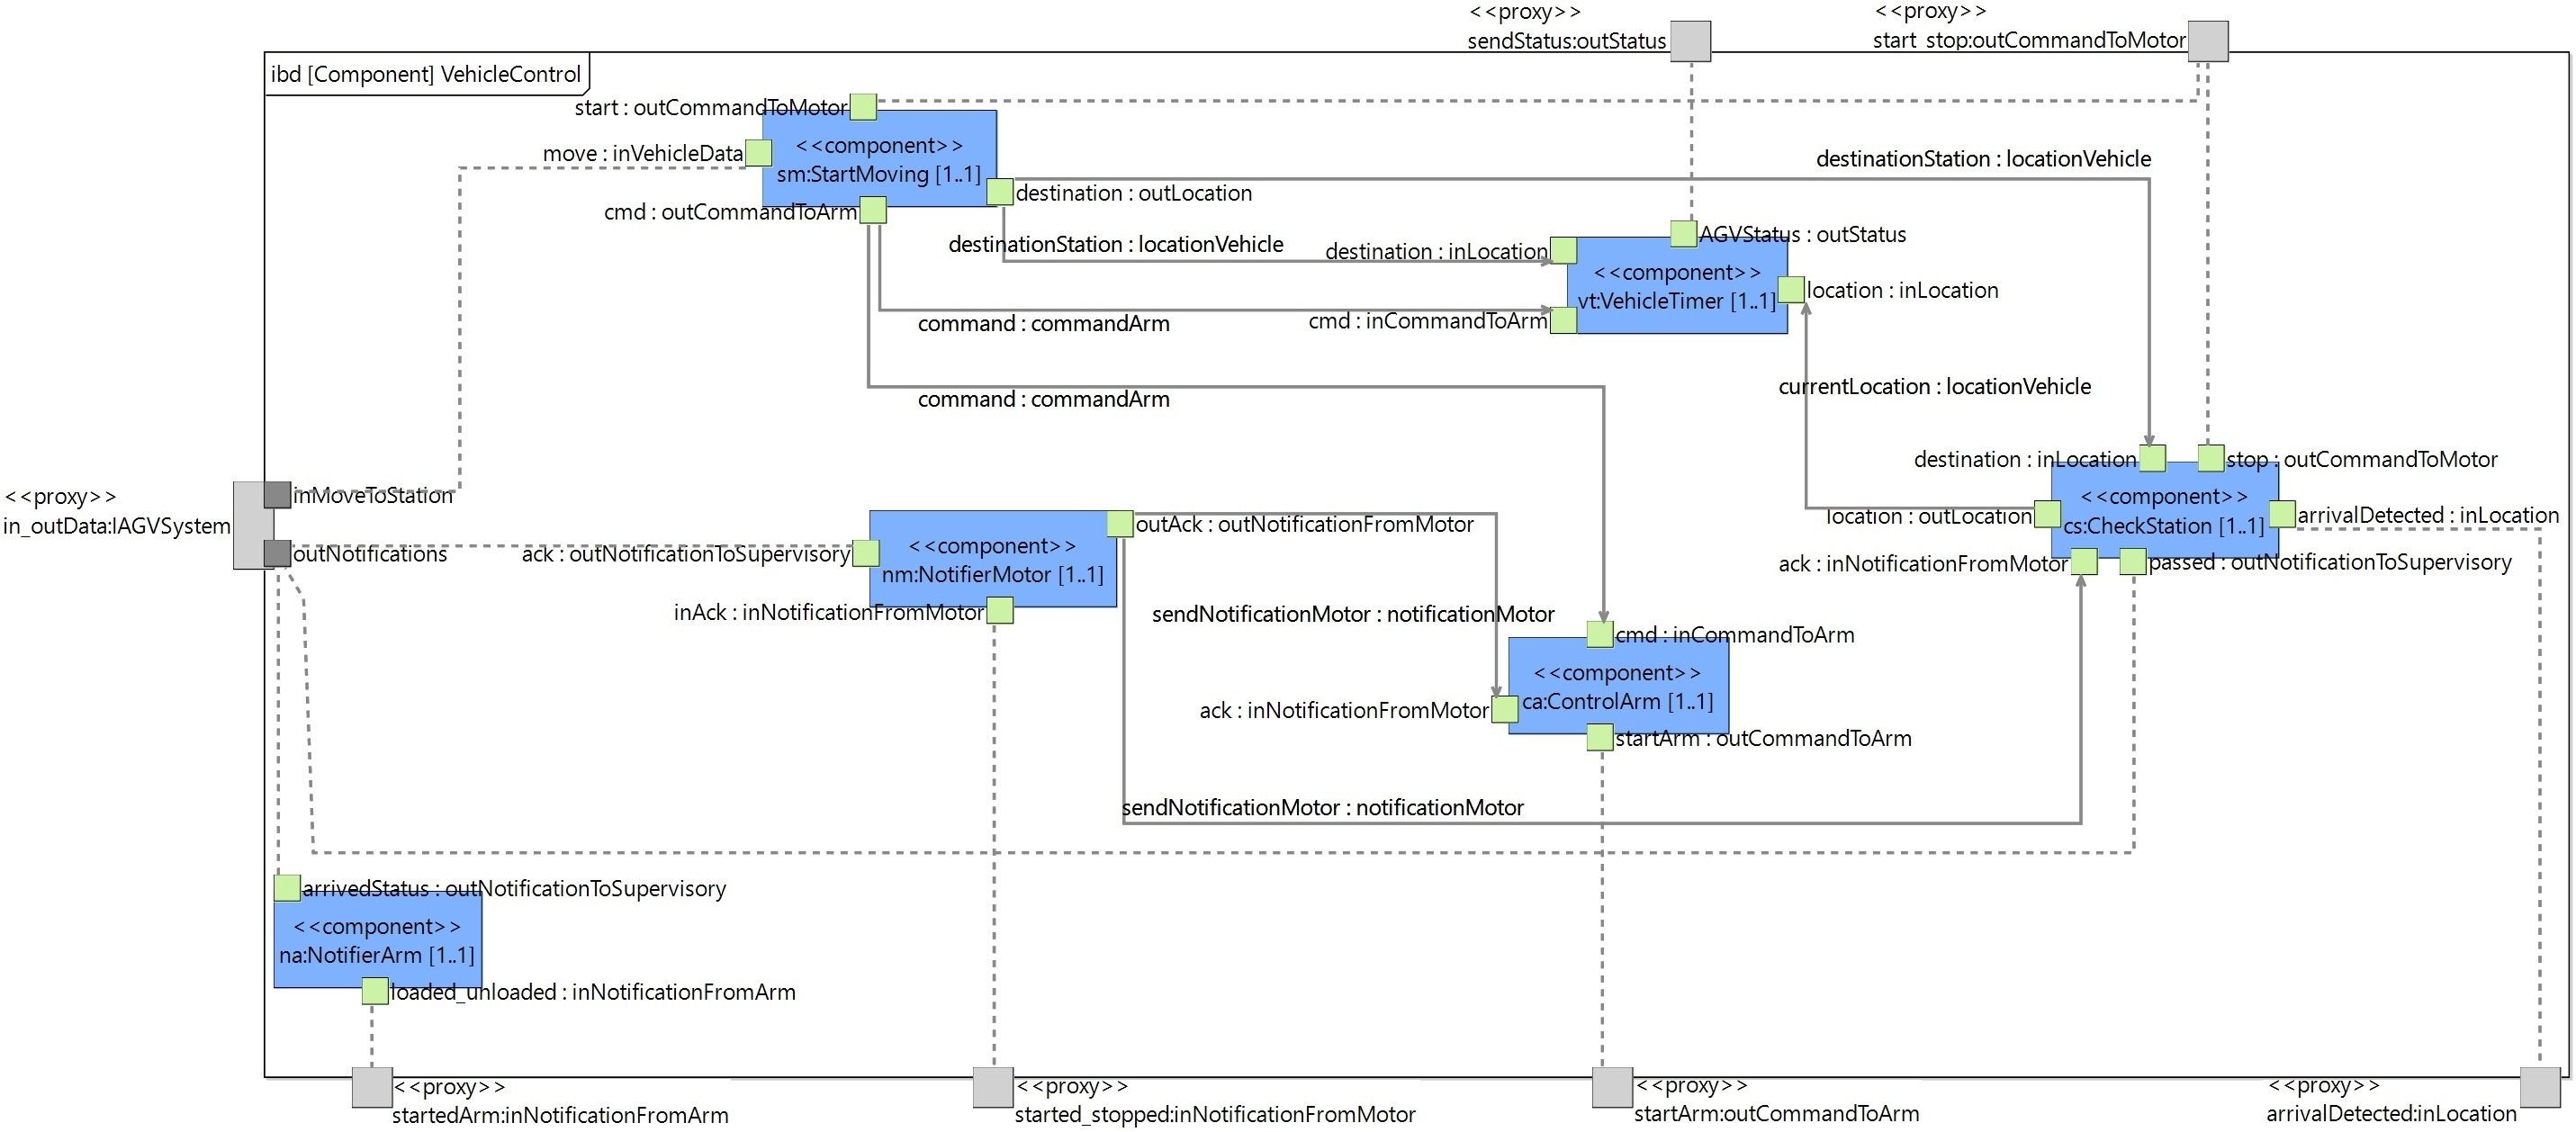 <<proxy>>
sendStatus:outStatus
<<proxy>>
start_stop:outCommandToMotor
ibd [Component] VehicleControl
start : outCommandToMotor
move : inVehicleData
<<component>>
sm:StartMoving [1..1]
destination : outLocation
cmd : outCommandToArm
destinationStation : locationVehicle
destinationStation : locationVehicle
destination : inLocation
AGVStatus : outStatus
<<component>>
vt:VehicleTimer [1..1]
location : inLocation
command : commandArm
cmd : inCommandToArm
command : commandArm
currentLocation : locationVehicle
destination : inLocation
stop : outCommandToMotor
<<component>>
cs:CheckStation [1..1]
location : outLocation
arrivalDetected : inLocation
ack : inNotificationFromMotor
passed : outNotificationToSupervisory
<<proxy>>
in_outData:IAGVSystem
inMoveToStation
outNotifications
ack : outNotificationToSupervisory
<<component>>
nm:NotifierMotor [1..1]
outAck : outNotificationFromMotor
inAck : inNotificationFromMotor
sendNotificationMotor : notificationMotor
cmd : inCommandToArm
<<component>>
ca:ControlArm [1..1]
ack : inNotificationFromMotor
startArm : outCommandToArm
sendNotificationMotor : notificationMotor
arrivedStatus : outNotificationToSupervisory
<<component>>
na:NotifierArm [1..1]
loaded_unloaded : inNotificationFromArm
<<proxy>>
startedArm:inNotificationFromArm
<<proxy>>
started_stopped:inNotificationFromMotor
<<proxy>>
startArm:outCommandToArm
<<proxy>>
arrivalDetected:inLocation